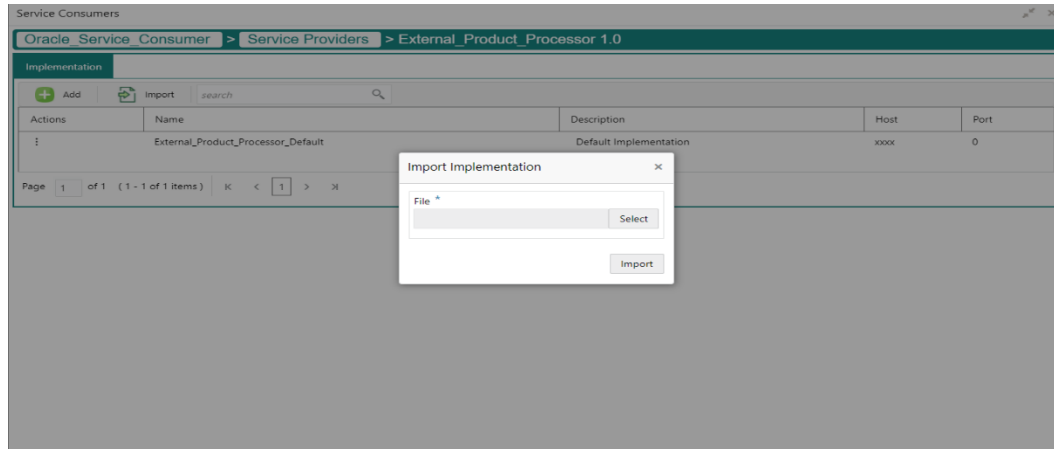 Service Consumers
Oracle_Service_Consumer > Service Providers > External_Product_Processor 1.0
Implementation
Add Import search
Actions Name Description Host Port
External_Product_Processor_Default Default Implementation xxxx 0
Page 1 of 1 (1 - 1 of 1 items) K < 1 > >|
Import Implementation ×
File *
Select
Import